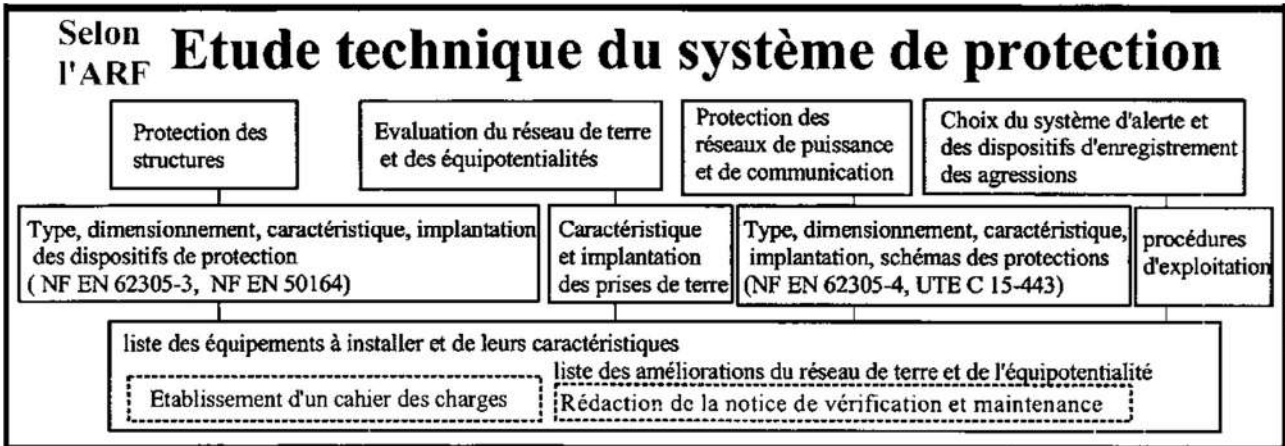 Selon
l'ARF
Etude technique du système de protection
Protection des
structures
Evaluation du réseau de terre
et des équipotentialités
Protection des
réseaux de puissance
et de communication
Choix du système d'alerte et
des dispositifs d'enregistrement
des agressions
Type, dimensionnement, caractéristique, implantation
des dispositifs de protection
( NF EN 62305-3, NF EN 50164)
Caractéristique
et implantation
des prises de terre
Type, dimensionnement, caractéristique,
implantation, schémas des protections
(NF EN 62305-4, UTE C 15-443)
procédures
d'exploitation
liste des équipements à installer et de leurs caractéristiques
liste des améliorations du réseau de terre et de l'équipotentialité
Etablissement d'un cahier des charges
Rédaction de la notice de vérification et maintenance